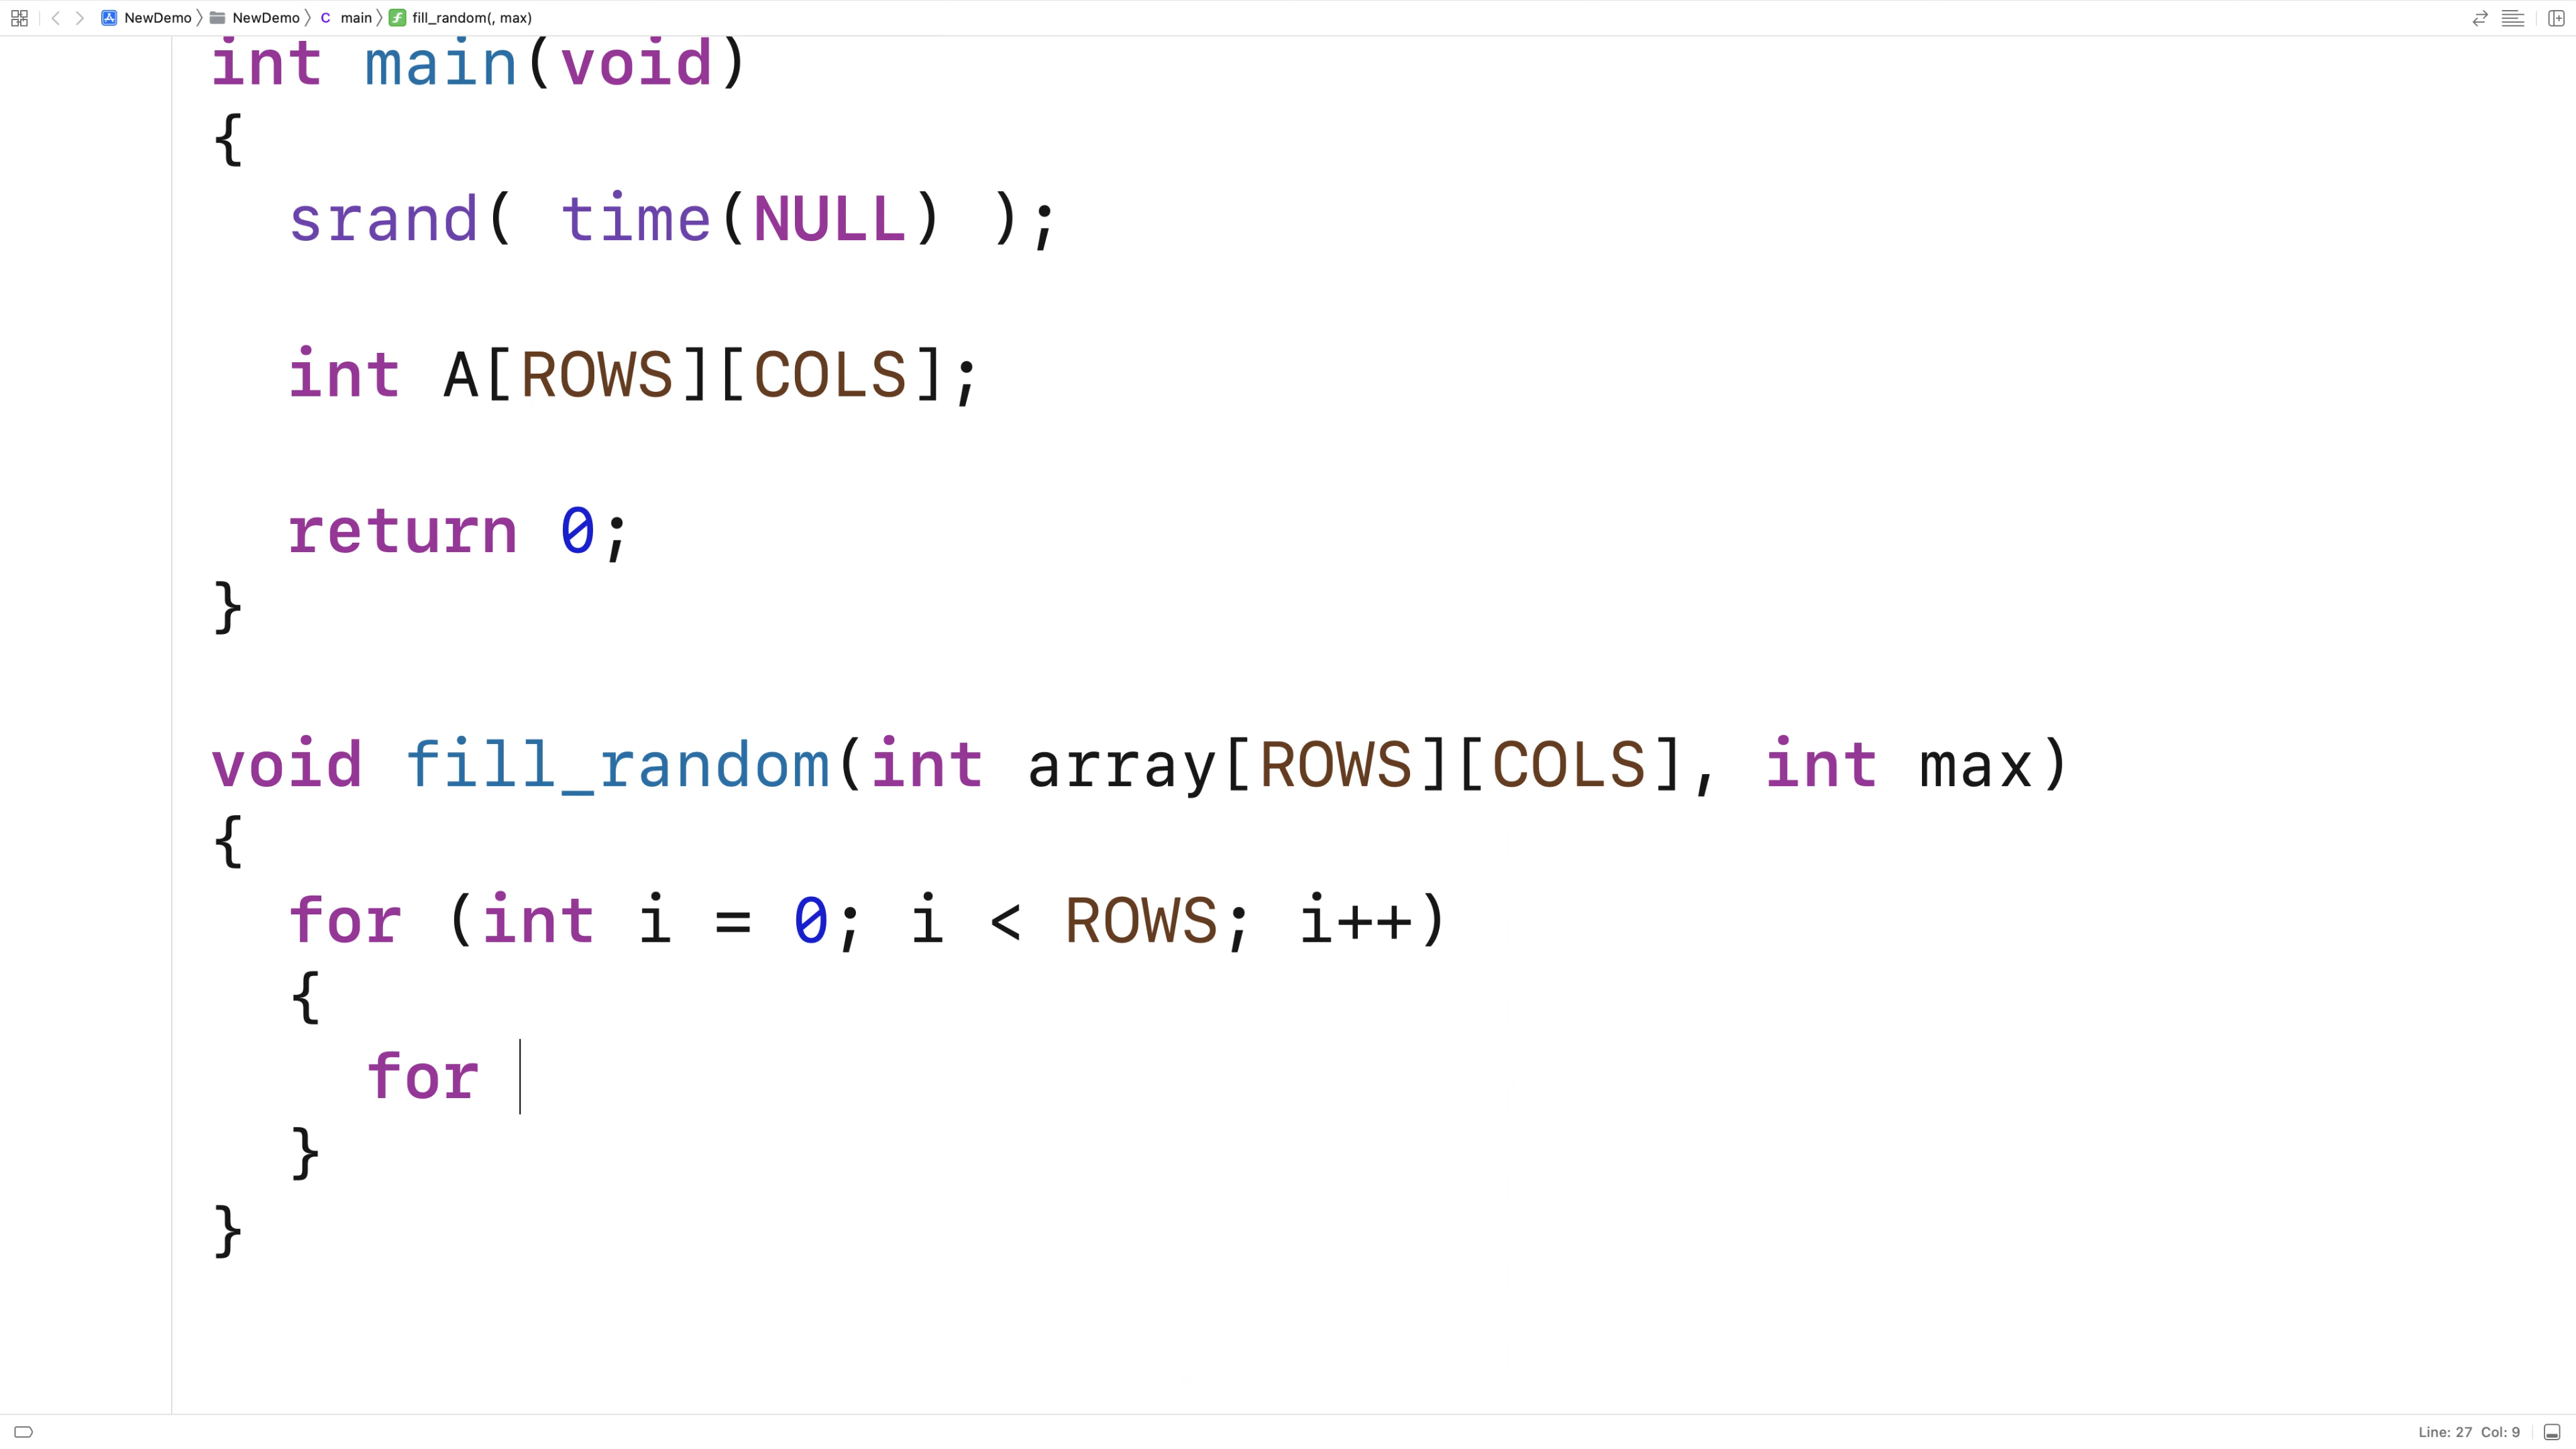 NewDemo NewDemo C main f fill_random(, max)
int main(void)
{
srand( time(NULL) );
int A[ROWS][COLS];
return 0;
}
void fill_random(int array[ROWS][COLS], int max)
{
for (int i = 0; i < ROWS; i++)
{
for
}
}
Line: 27 Col: 9